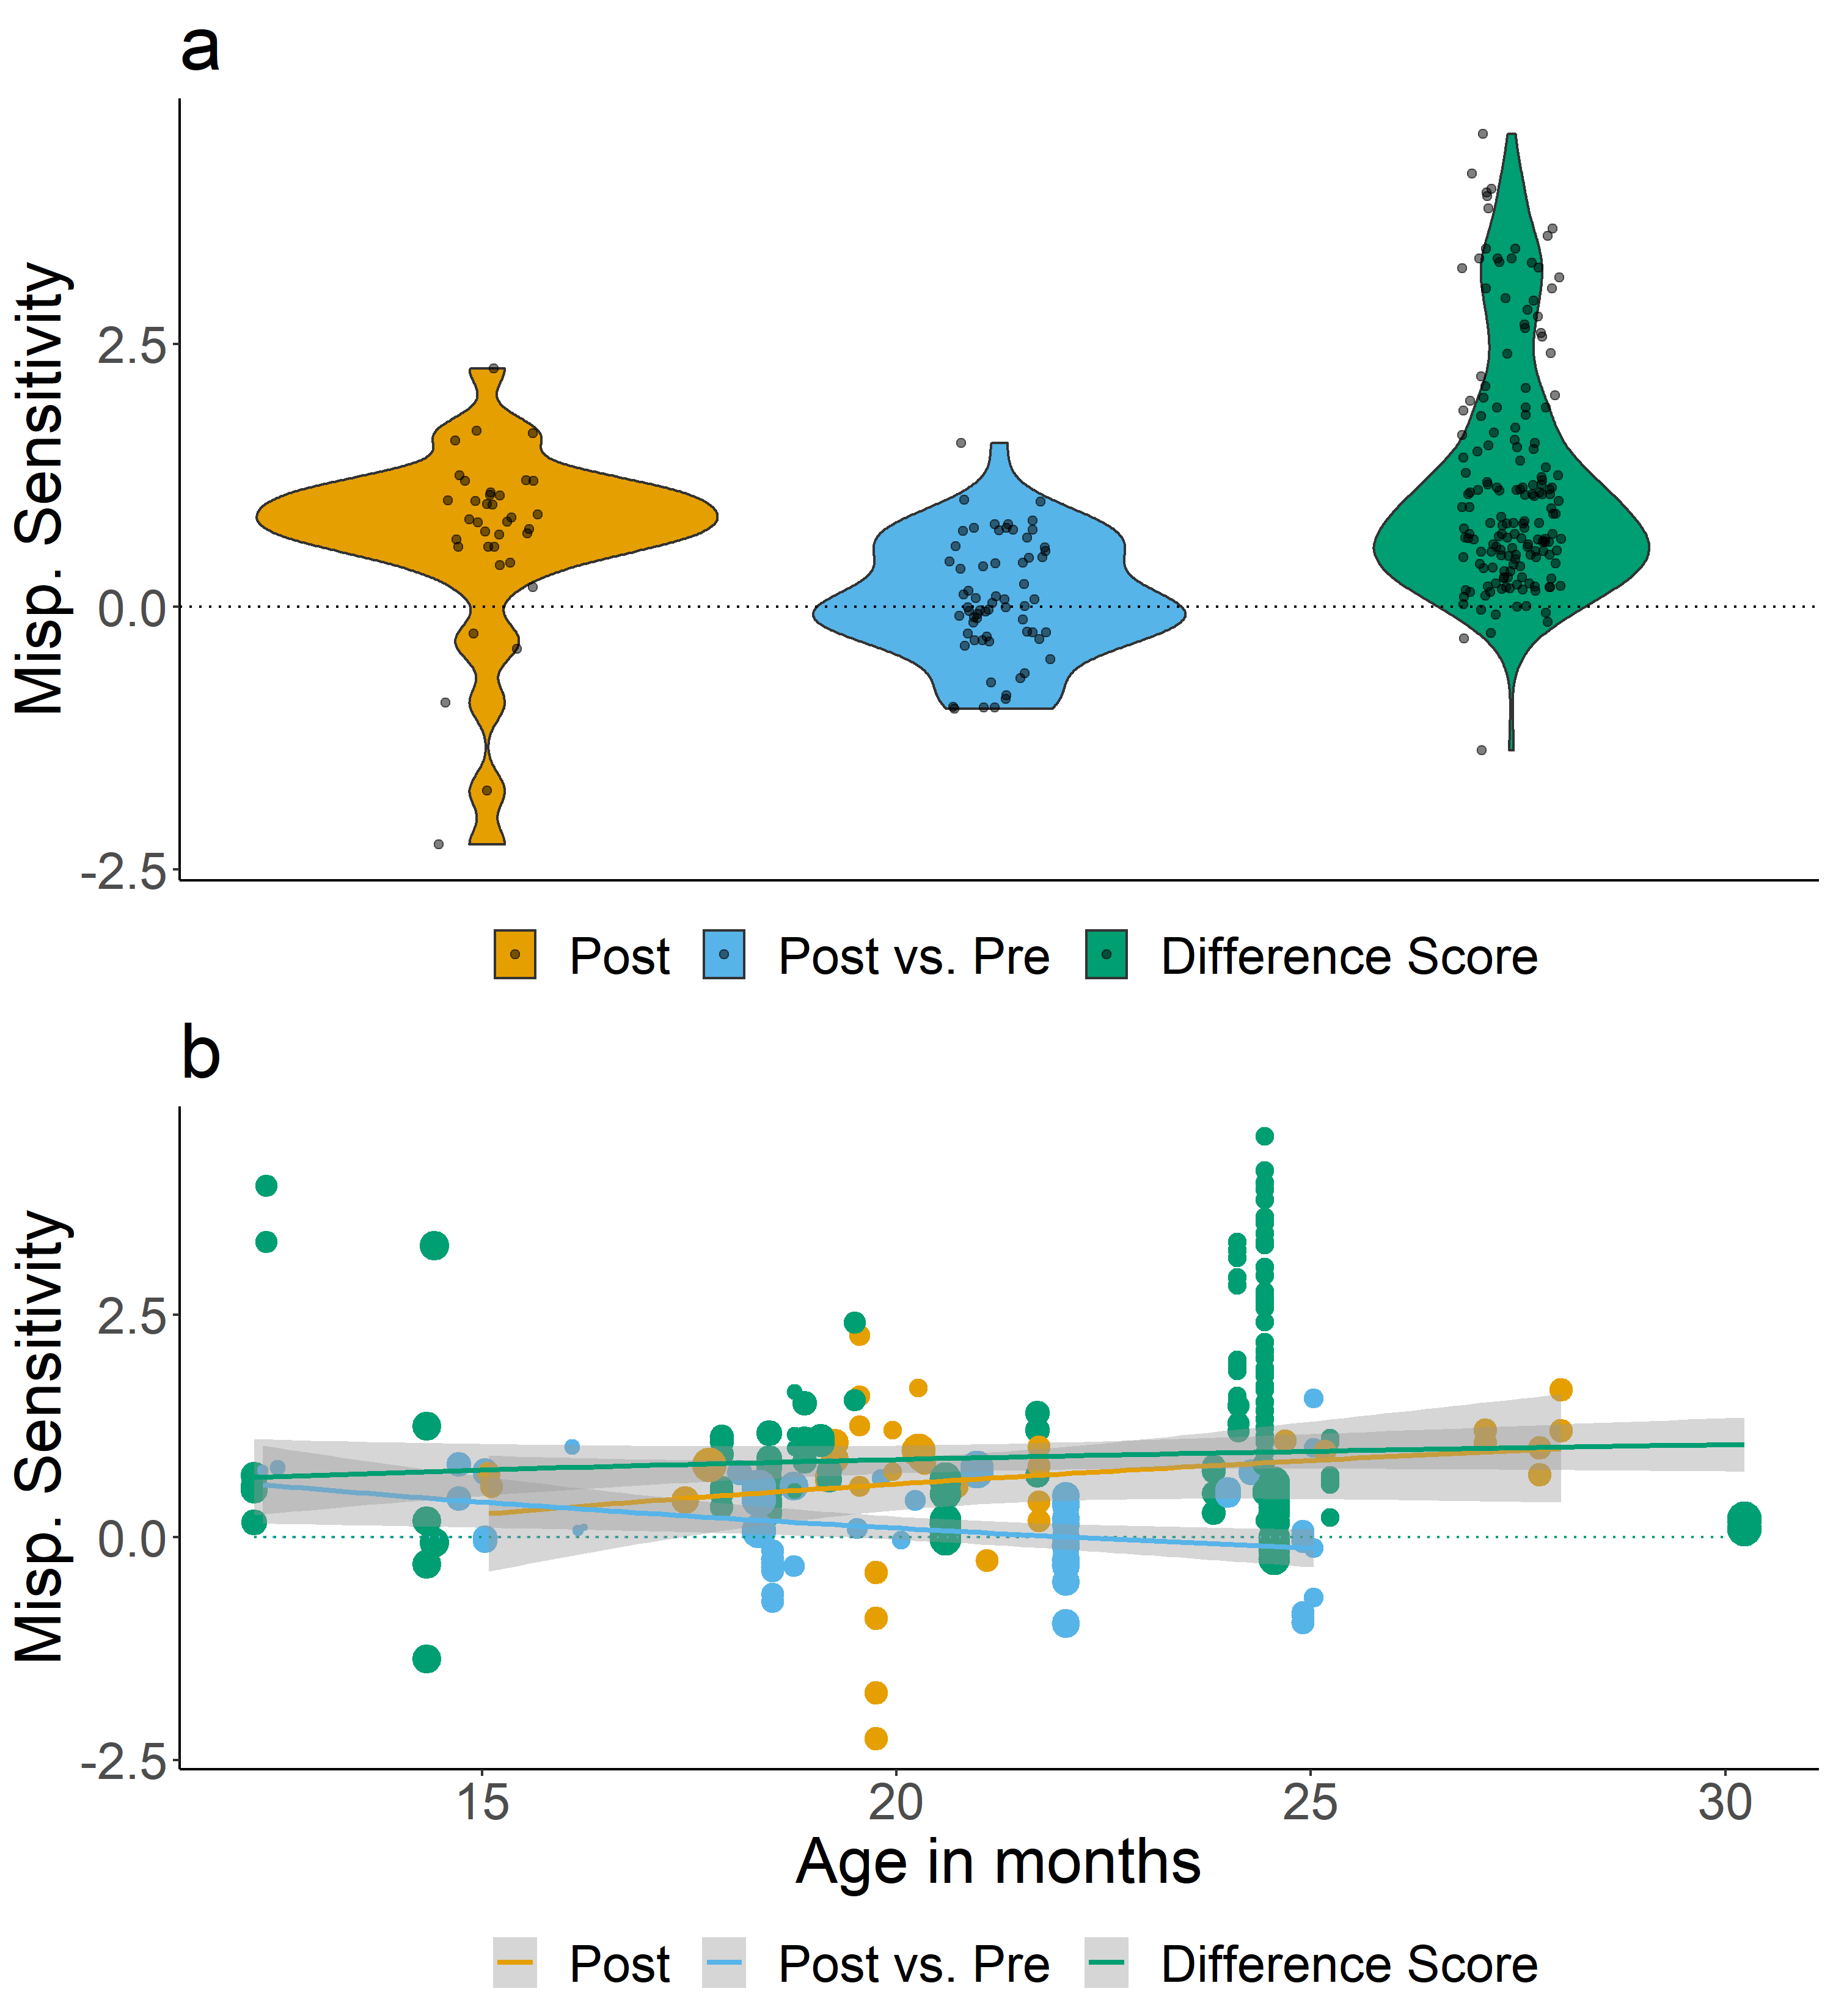 a
Misp. Sensitivity
2.5
0.0
-2.5
Post
Post vs. Pre
Difference Score
b
Misp. Sensitivity
2.5
0.0
-2.5
15
20
25
30
Age in months
Post
Post vs. Pre
Difference Score